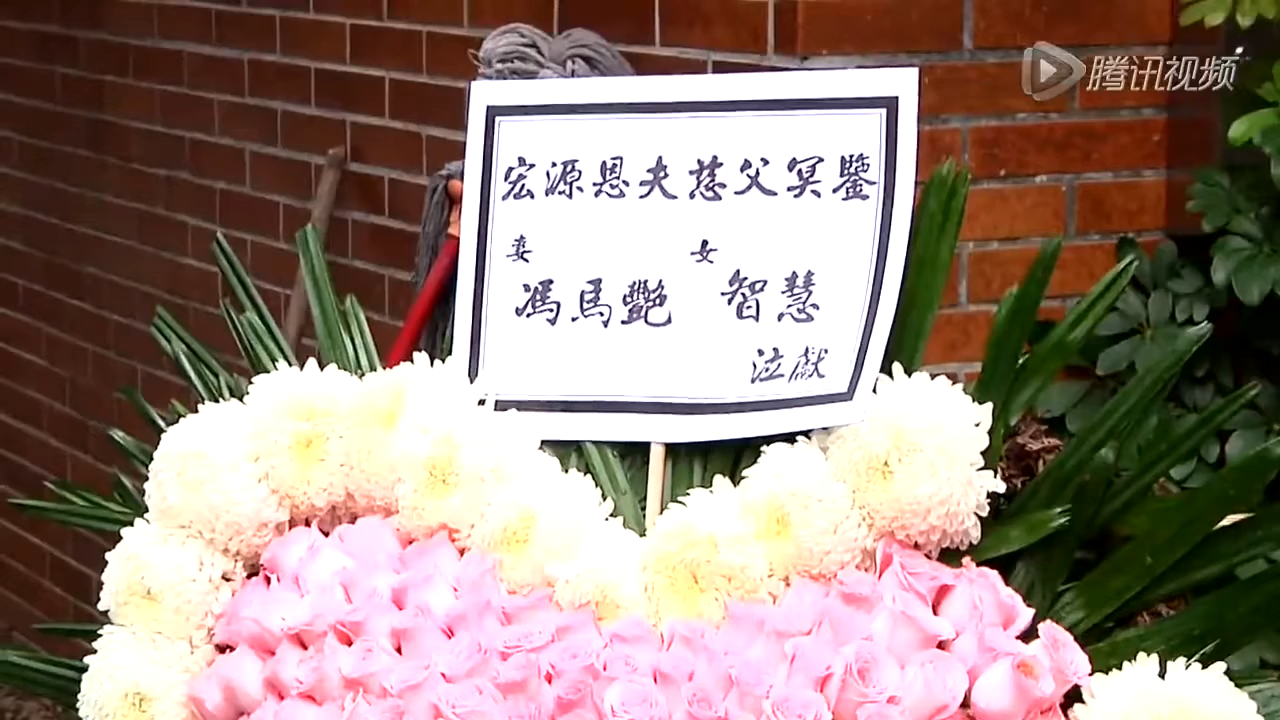 腾讯视频
宏源恩夫慈父冥鑒
妻 女
馮馬艷 智慧
泣獻